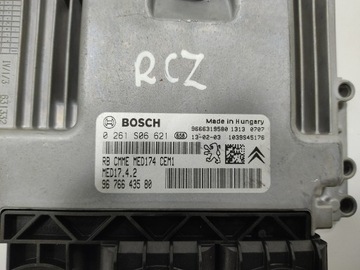 RCZ
BOSCH
Made in Hungary
9666319580 1313 0707
0 261 S06 621
13-02-03 1039S45176
RB CMME MED174 CEM1
MED17.4.2
96 766 435 80